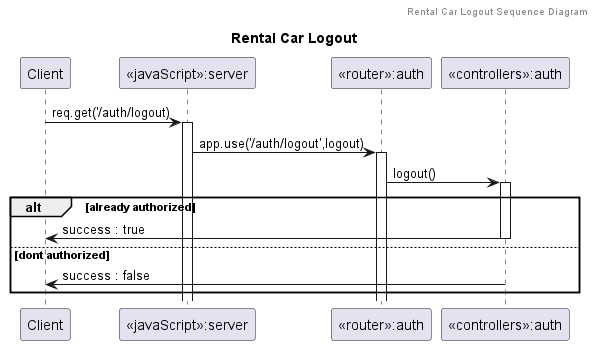 Rental Car Logout Sequence Diagram
Rental Car Logout
Client
«javaScript»:server
«router»:auth
«controllers»:auth
req.get('/auth/logout)
app.use('/auth/logout',logout)
logout()
alt [already authorized]
success : true
[dont authorized]
success : false
Client
«javaScript»:server
«router»:auth
«controllers»:auth